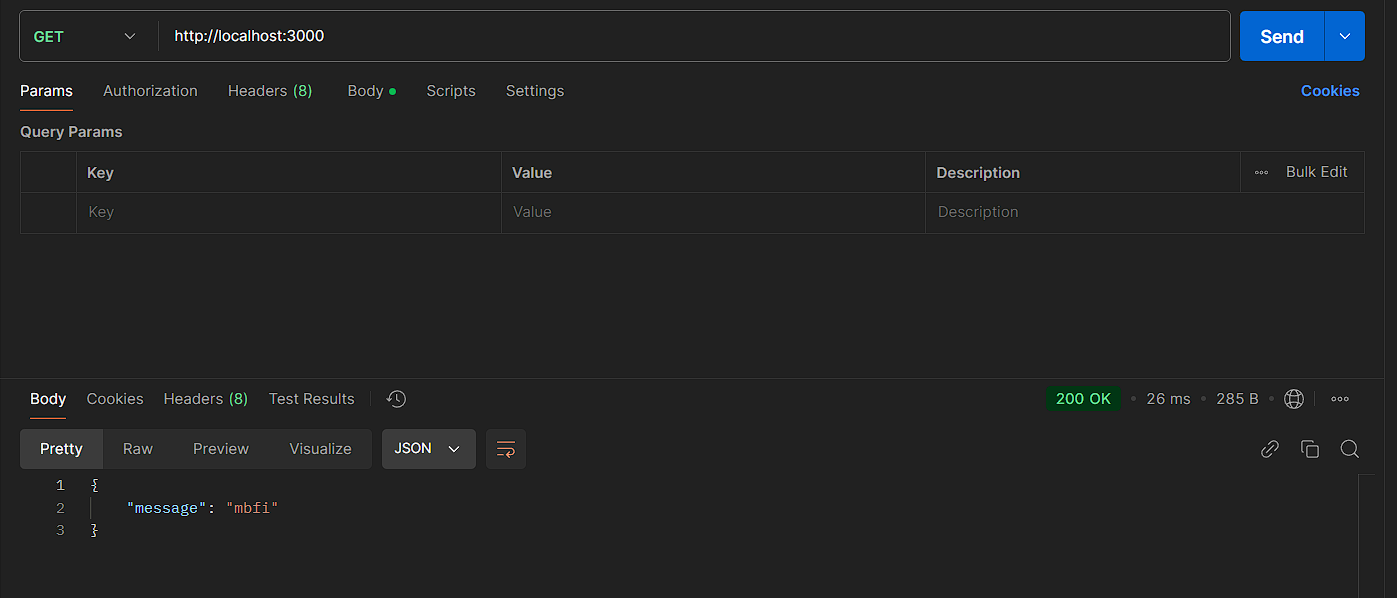 GET http://localhost:3000 Send
Params Authorization Headers (8) Body Scripts Settings Cookies
Query Params
Key Value Description Bulk Edit
Key Value Description
Body Cookies Headers (8) Test Results 200 OK 26 ms 285 B
Pretty Raw Preview Visualize JSON
1 {
2 "message": "mbfi"
3 }